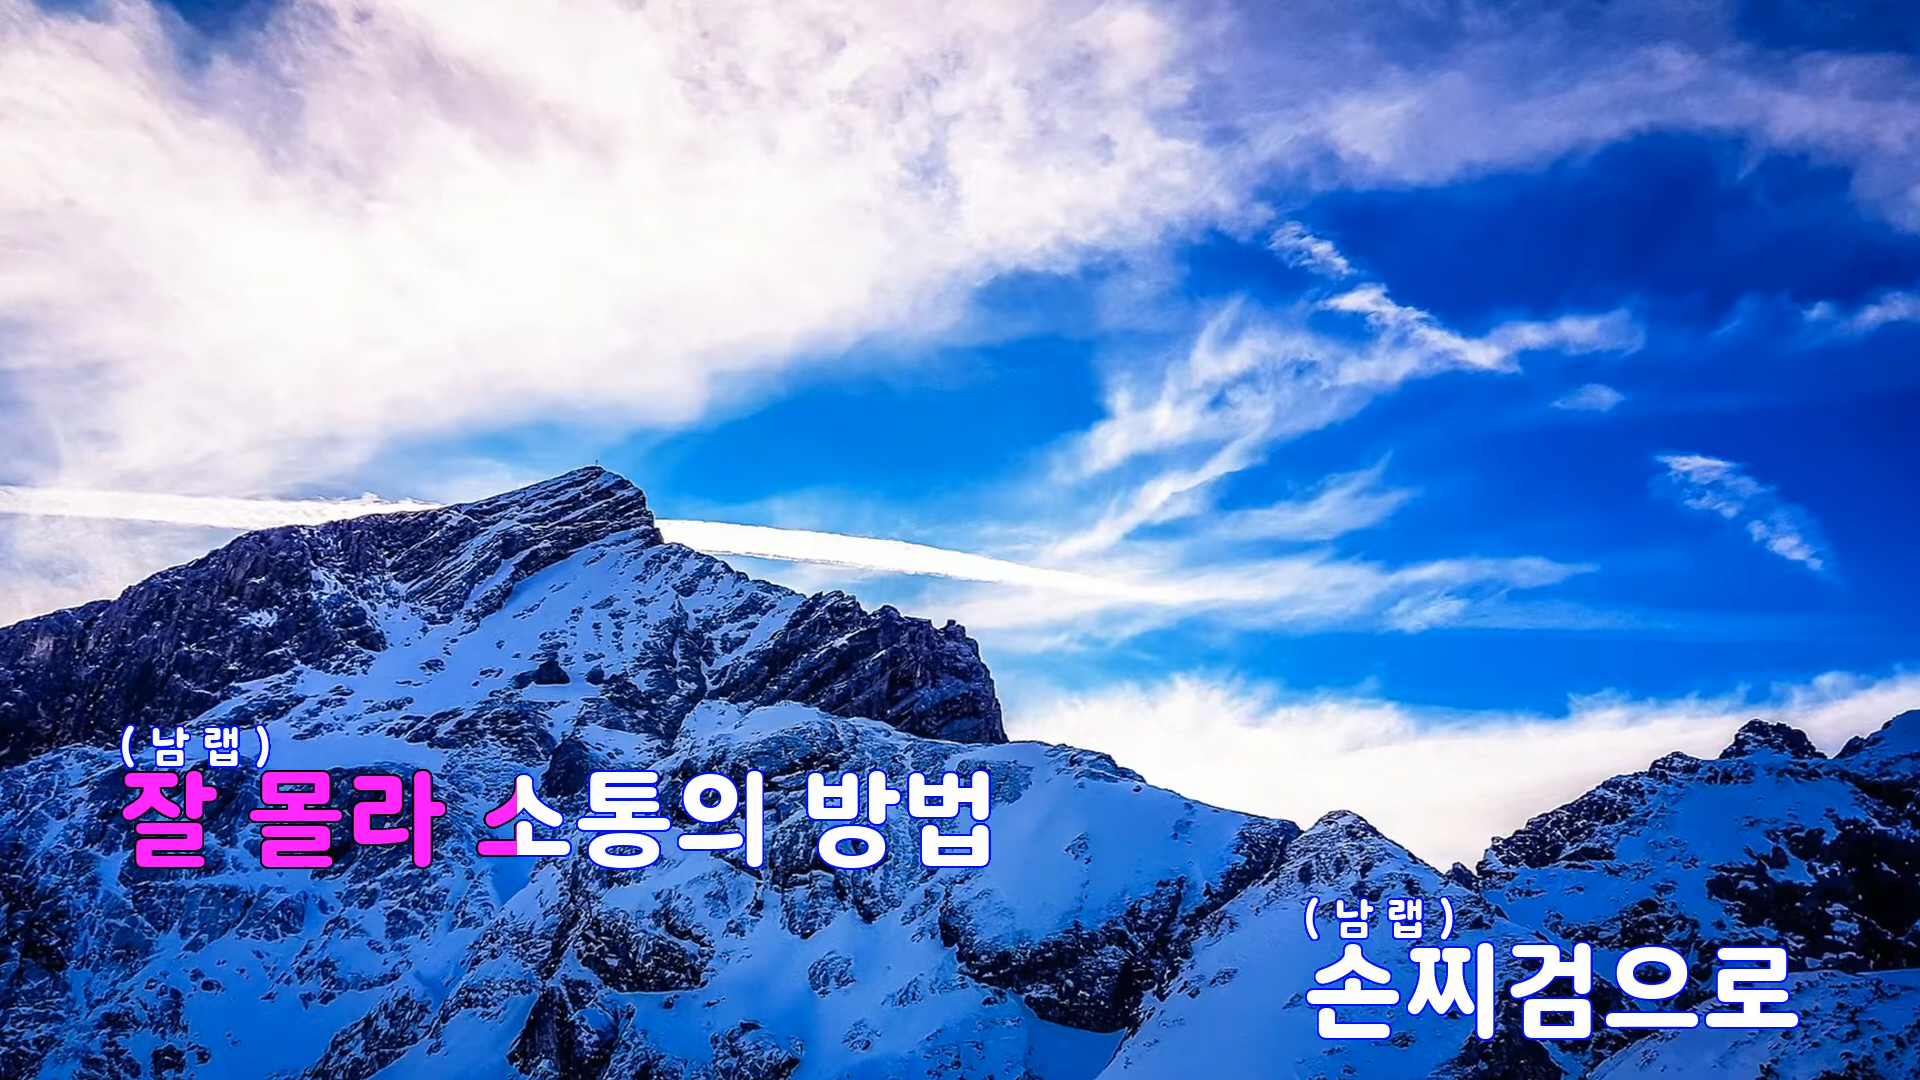 ( 남 랩 )
잘 몰라 소통의 방법
( 남 랩 )
손찌검으로